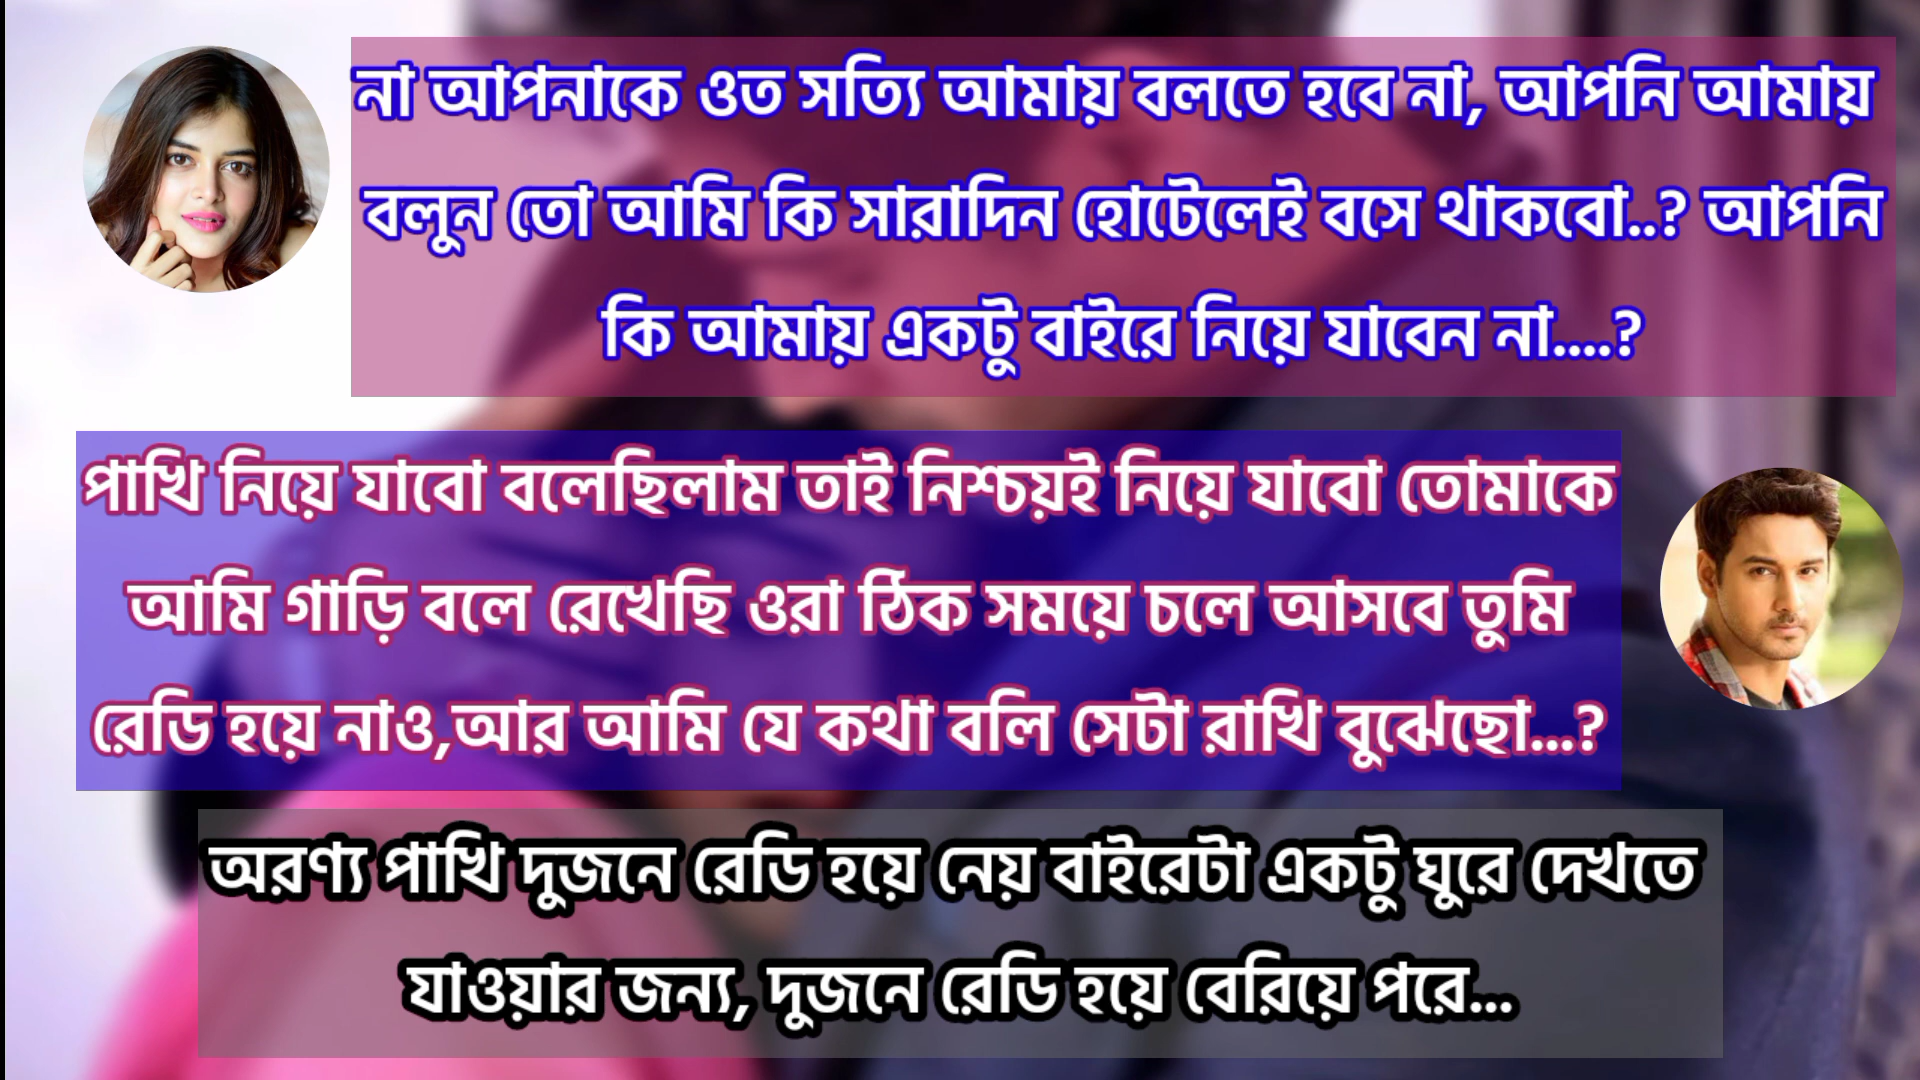 না আপনাকে ওত সত্যি আমায় বলতে হবে না, আপনি আমায়
বলুন তো আমি কি সারাদিন হোটেলেই বসে থাকবো..? আপনি
কি আমায় একটু বাইরে নিয়ে যাবেন না....?
পাখি নিয়ে যাবো বলেছিলাম তাই নিশ্চয়ই নিয়ে যাবো তোমাকে
আমি গাড়ি বলে রেখেছি ওরা ঠিক সময়ে চলে আসবে তুমি
রেডি হয়ে নাও,আর আমি যে কথা বলি সেটা রাখি বুঝেছো...?
অরণ্য পাখি দুজনে রেডি হয়ে নেয় বাইরেটা একটু ঘুরে দেখতে
যাওয়ার জন্য, দুজনে রেডি হয়ে বেরিয়ে পরে...